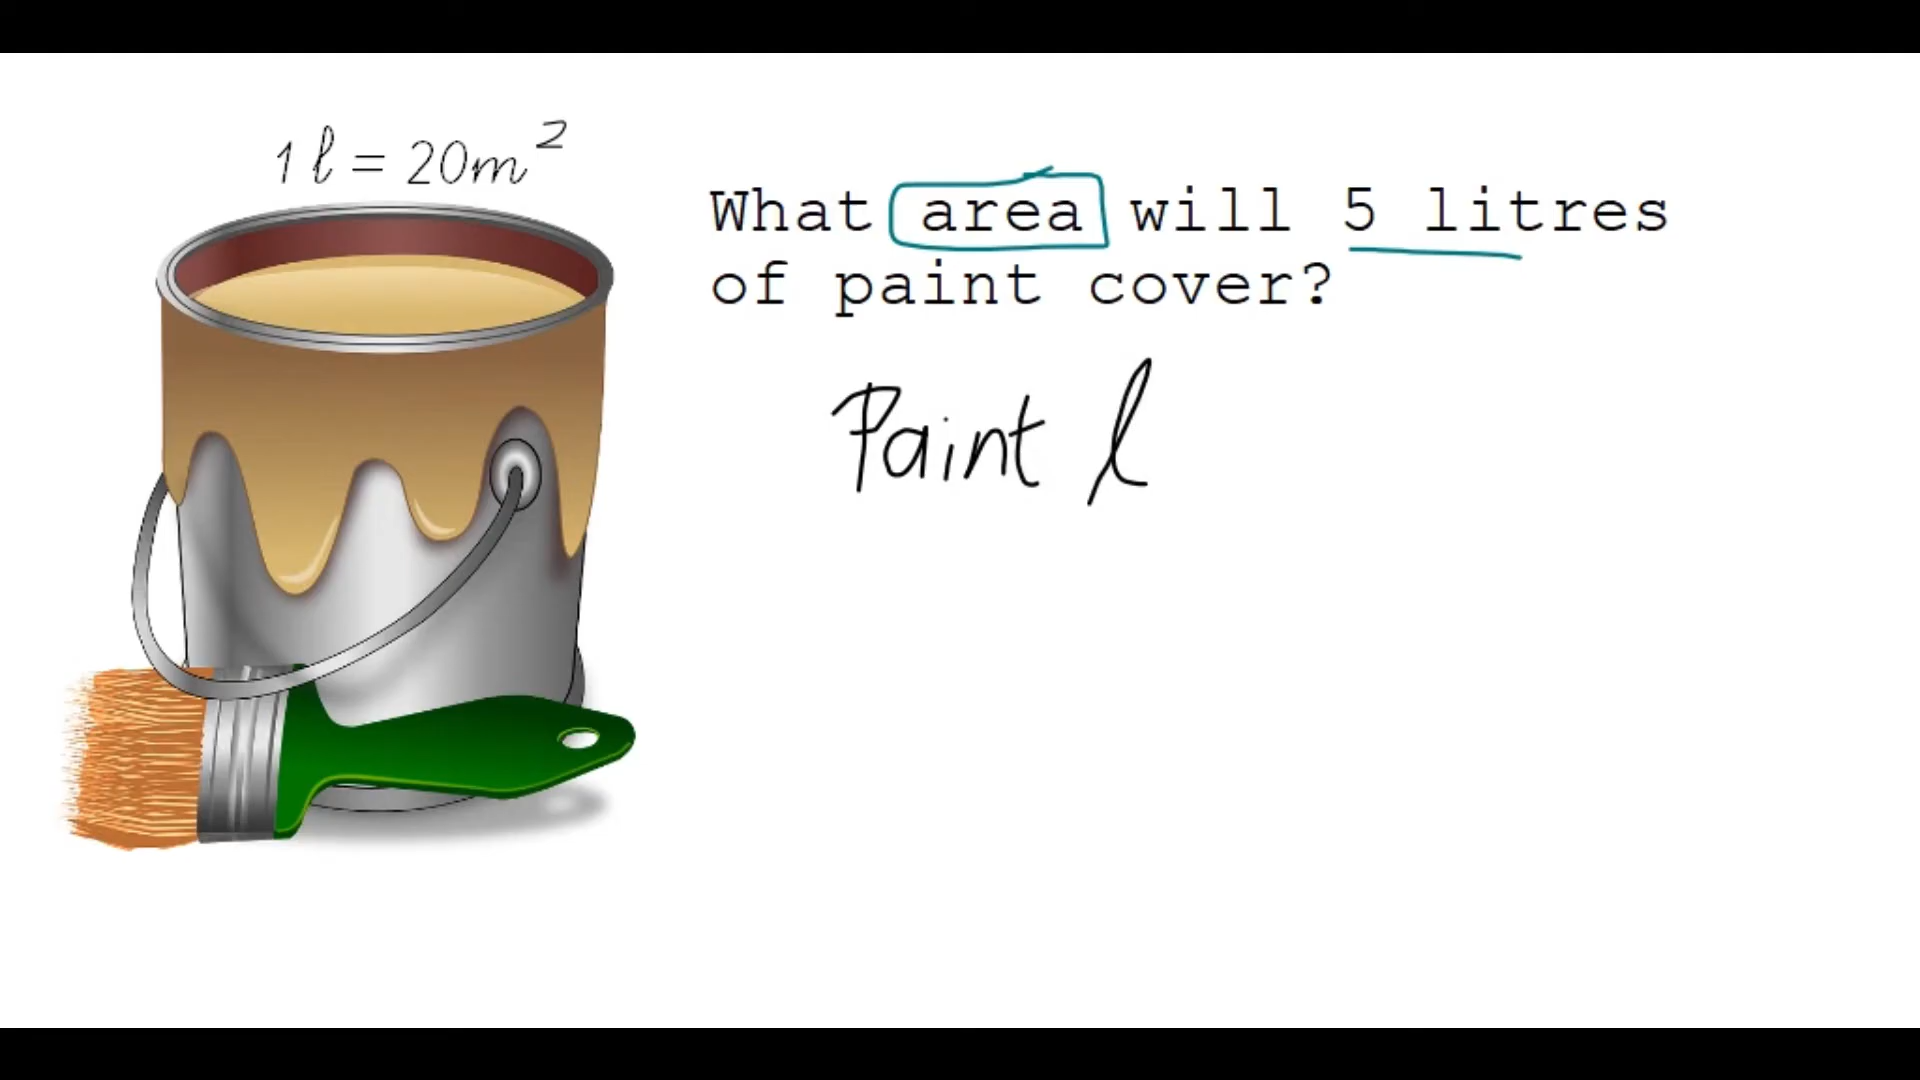 1 l = 20m²
What area will 5 litres
of paint cover?
Paint l